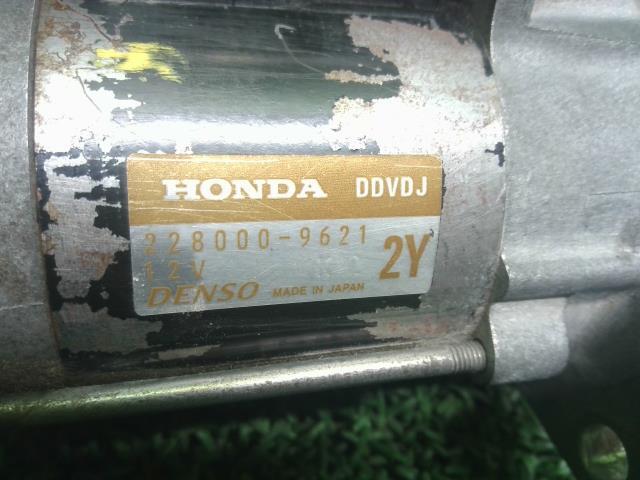 HONDA DDVDJ
228000-9621
12V 2Y
DENSO MADE IN JAPAN